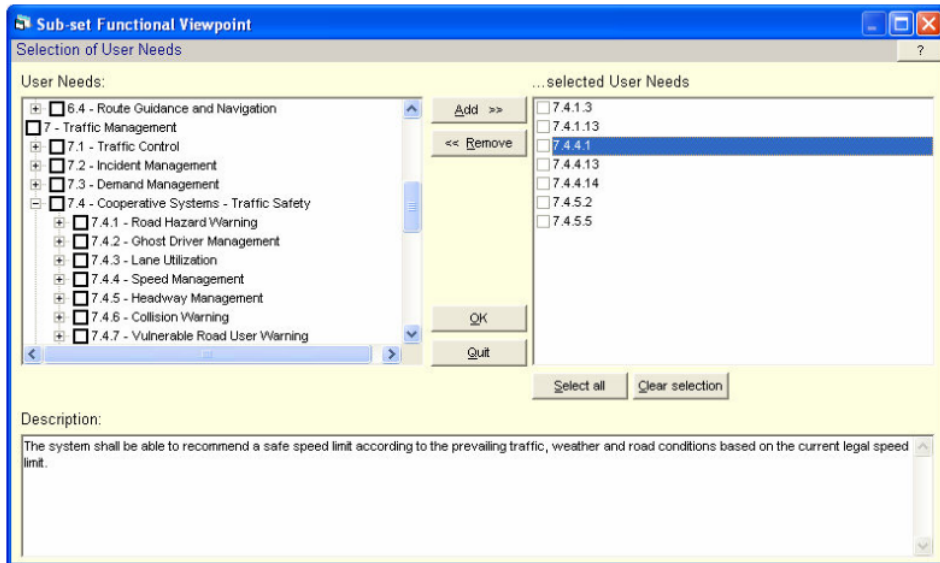 Sub-set Functional Viewpoint
Selection of User Needs
?
User Needs:
...selected User Needs
6.4 - Route Guidance and Navigation
7 - Traffic Management
7.1 - Traffic Control
7.2 - Incident Management
7.3 - Demand Management
7.4 - Cooperative Systems - Traffic Safety
7.4.1 - Road Hazard Warning
7.4.2 - Ghost Driver Management
7.4.3 - Lane Utilization
7.4.4 - Speed Management
7.4.5 - Headway Management
7.4.6 - Collision Warning
7.4.7 - Vulnerable Road User Warning
Add >>
<< Remove
OK
Quit
7.4.1.3
7.4.1.13
7.4.4.1
7.4.4.13
7.4.4.14
7.4.5.2
7.4.5.5
Select all
Clear selection
Description:
The system shall be able to recommend a safe speed limit according to the prevailing traffic, weather and road conditions based on the current legal speed
limit.